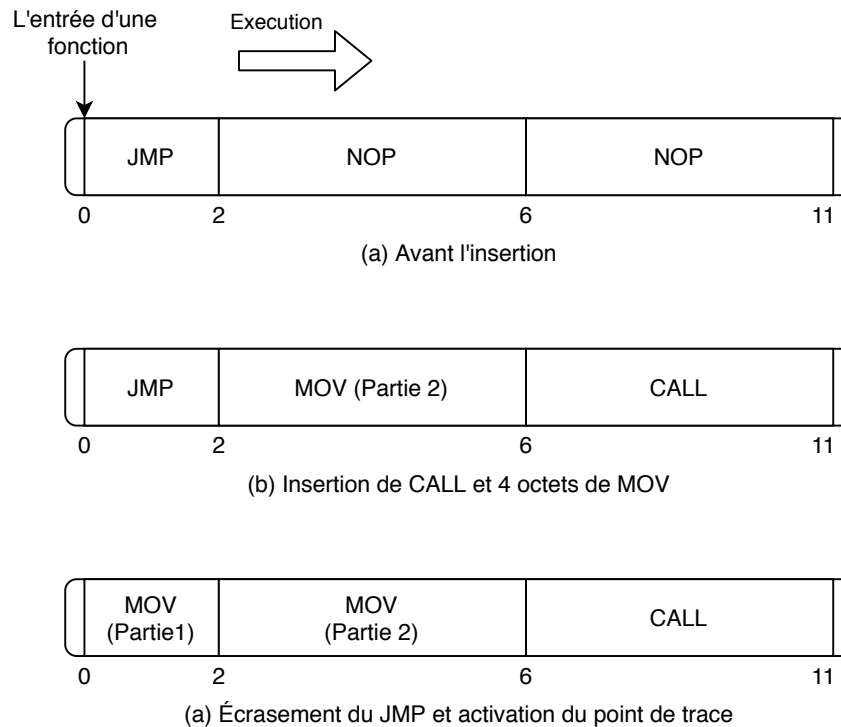 L'entrée d'une
fonction
Execution
JMP
NOP
NOP
0
2
6
11
(a) Avant l'insertion
JMP
MOV (Partie 2)
CALL
0
2
6
11
(b) Insertion de CALL et 4 octets de MOV
MOV
(Partie1)
MOV
(Partie 2)
CALL
0
2
6
11
(a) Écrasement du JMP et activation du point de trace